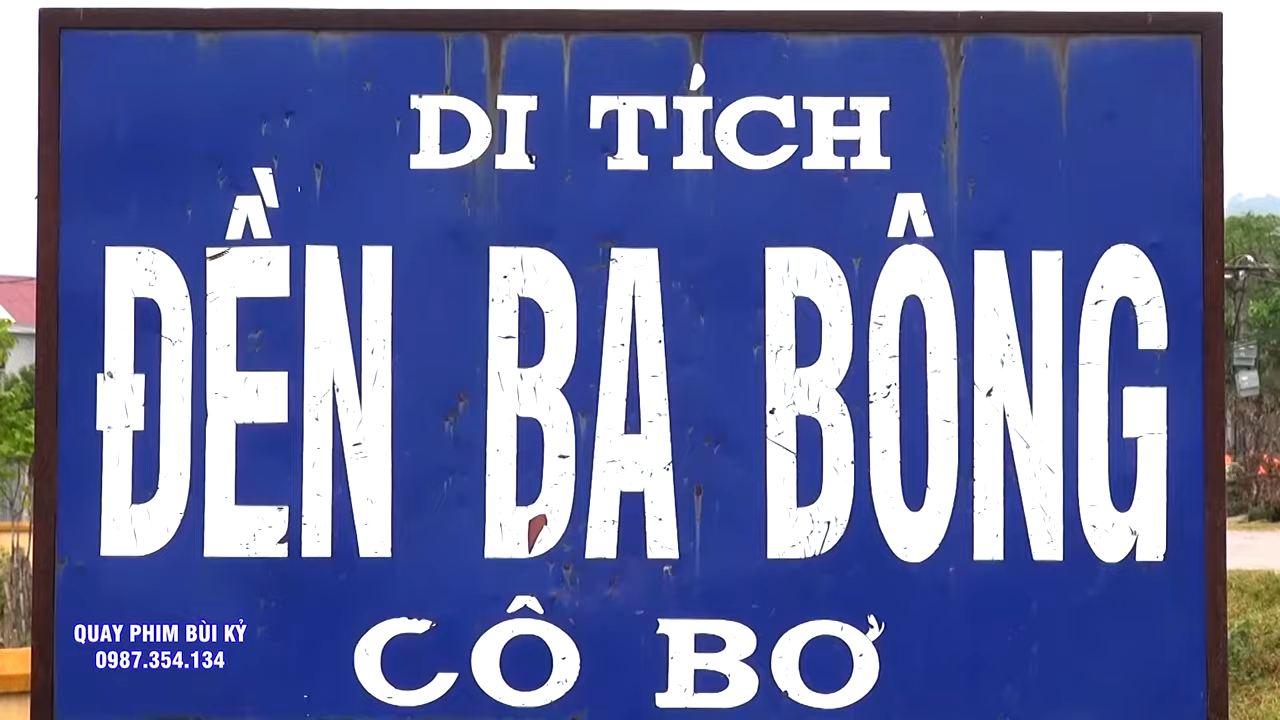 DI TÍCH
ĐỀN BA BÔNG
CÔ BƠ
QUAY PHIM BÙI KỶ
0987.354.134